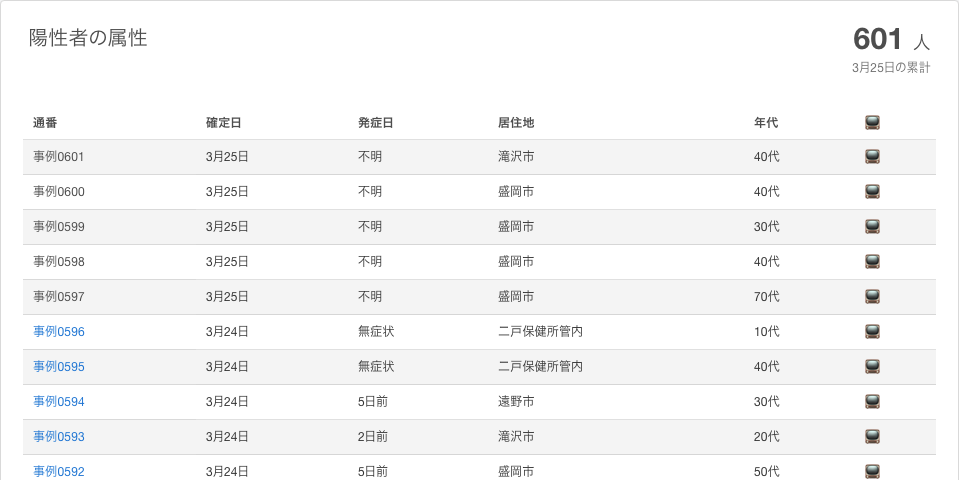 陽性者の属性
601 人
3月25日の累計
通番 確定日 発症日 居住地 年代
事例0601 3月25日 不明 滝沢市 40代
事例0600 3月25日 不明 盛岡市 40代
事例0599 3月25日 不明 盛岡市 30代
事例0598 3月25日 不明 盛岡市 40代
事例0597 3月25日 不明 盛岡市 70代
事例0596 3月24日 無症状 二戸保健所管内 10代
事例0595 3月24日 無症状 二戸保健所管内 40代
事例0594 3月24日 5日前 遠野市 30代
事例0593 3月24日 2日前 滝沢市 20代
事例0592 3月24日 5日前 盛岡市 50代